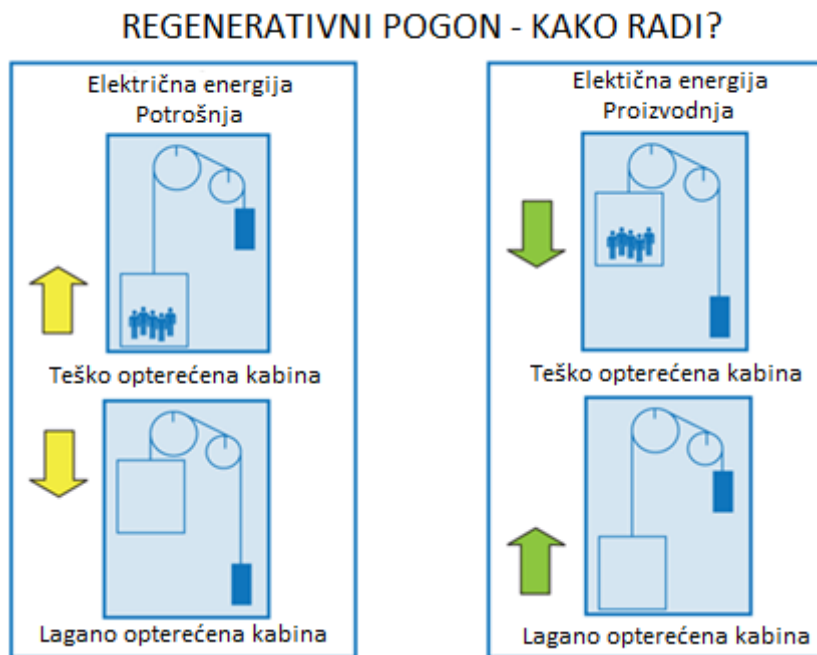 REGENERATIVNI POGON - KAKO RADI?
Električna energija
Potrošnja
Teško opterećena kabina
Lagano opterećena kabina
Elektična energija
Proizvodnja
Teško opterećena kabina
Lagano opterećena kabina